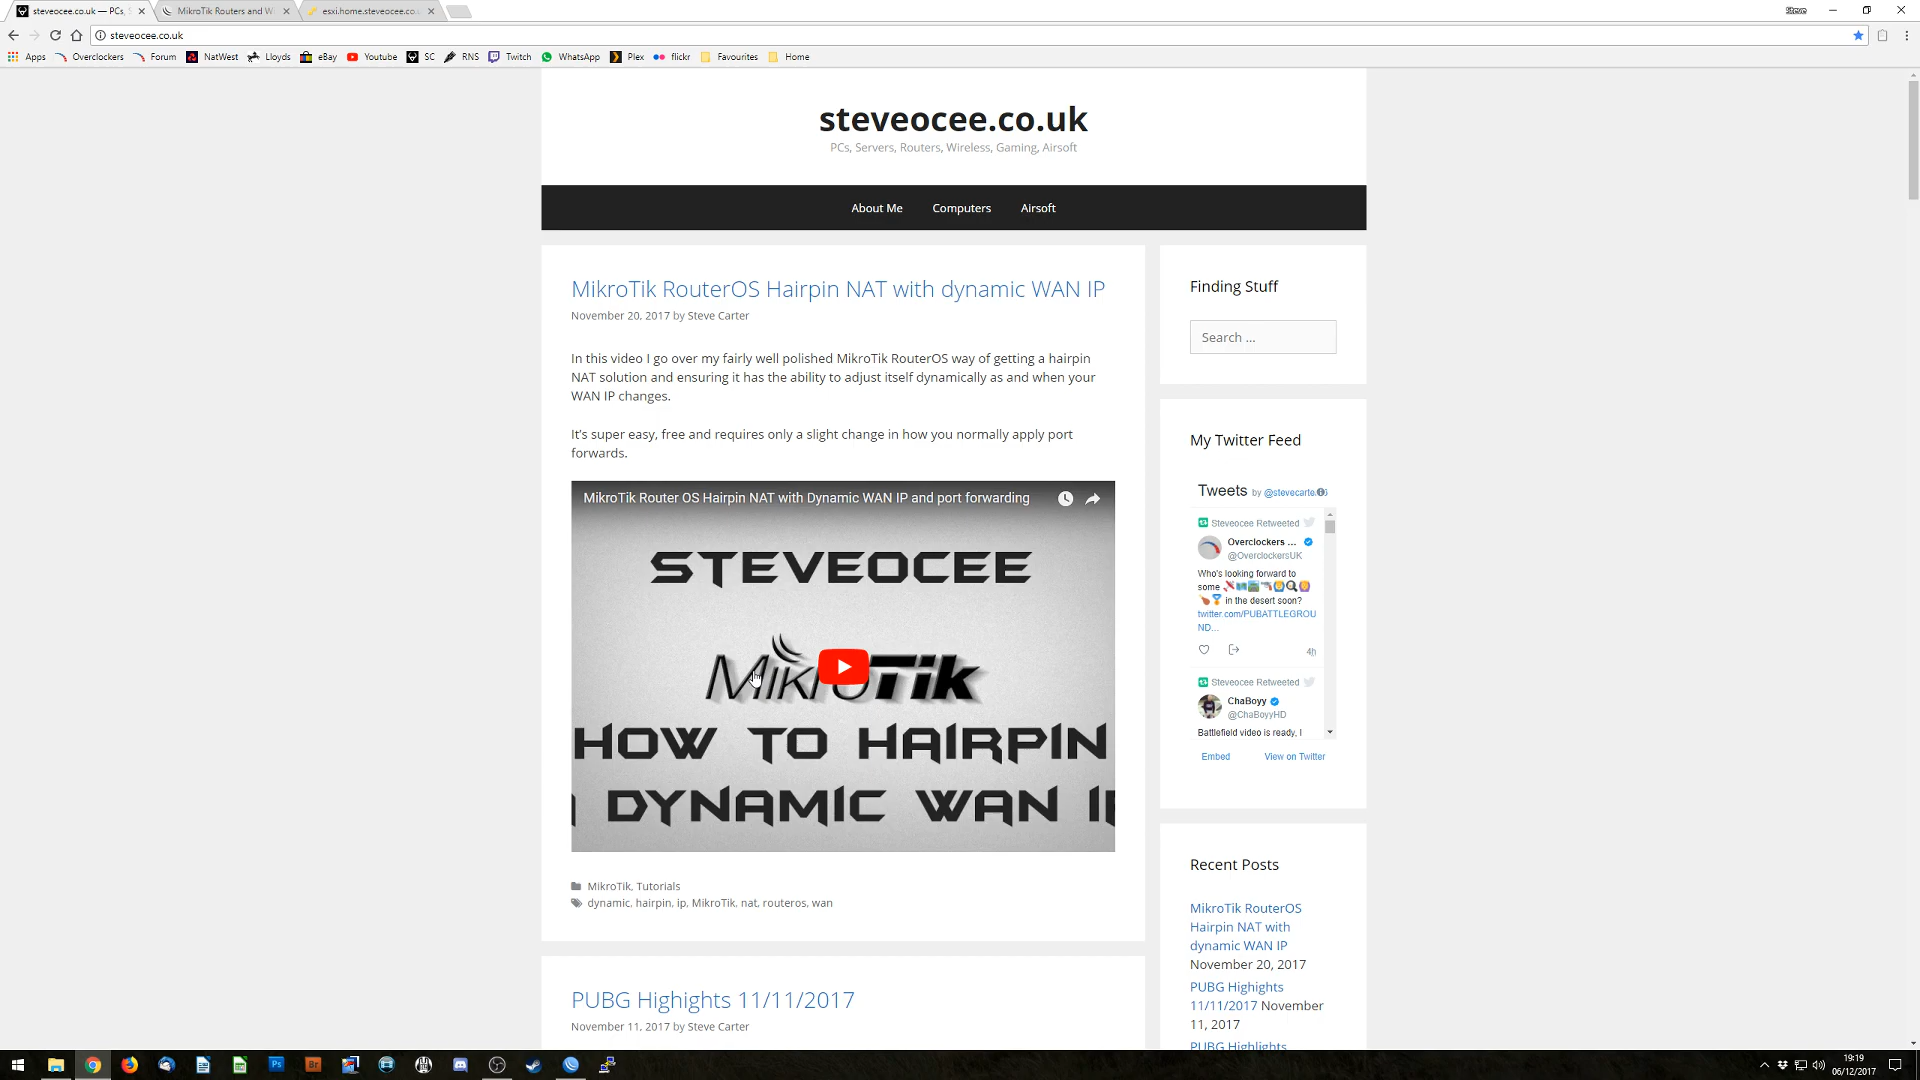 steveocee.co.uk — PCs, S
MikroTik Routers and Wi
esxi.home.steveocee.co.u
Steve
steveocee.co.uk
Apps
Overclockers
Forum
NatWest
Lloyds
eBay
Youtube
SC
RNS
Twitch
WhatsApp
Plex
flickr
Favourites
Home
steveocee.co.uk
PCs, Servers, Routers, Wireless, Gaming, Airsoft
About Me
Computers
Airsoft
MikroTik RouterOS Hairpin NAT with dynamic WAN IP
November 20, 2017 by Steve Carter
In this video I go over my fairly well polished MikroTik RouterOS way of getting a hairpin
NAT solution and ensuring it has the ability to adjust itself dynamically as and when your
WAN IP changes.
It's super easy, free and requires only a slight change in how you normally apply port
forwards.
MikroTik Router OS Hairpin NAT with Dynamic WAN IP and port forwarding
STEVEOCEE
MikroTik
HOW TO HAIRPIN
DYNAMIC WAN IP
MikroTik, Tutorials
dynamic, hairpin, ip, MikroTik, nat, routeros, wan
PUBG Highights 11/11/2017
November 11, 2017 by Steve Carter
Finding Stuff
Search ...
My Twitter Feed
Tweets by @stevecarte
Steveocee Retweeted
Overclockers ...
@OverclockersUK
Who's looking forward to
some
in the desert soon?
twitter.com/PUBATTLEGROU
ND...
4h
Steveocee Retweeted
ChaBoyy
@ChaBoyyHD
Battlefield video is ready, I
Embed
View on Twitter
Recent Posts
MikroTik RouterOS
Hairpin NAT with
dynamic WAN IP
November 20, 2017
PUBG Highights
11/11/2017 November
11, 2017
PUBG Highlights
19:19
06/12/2017